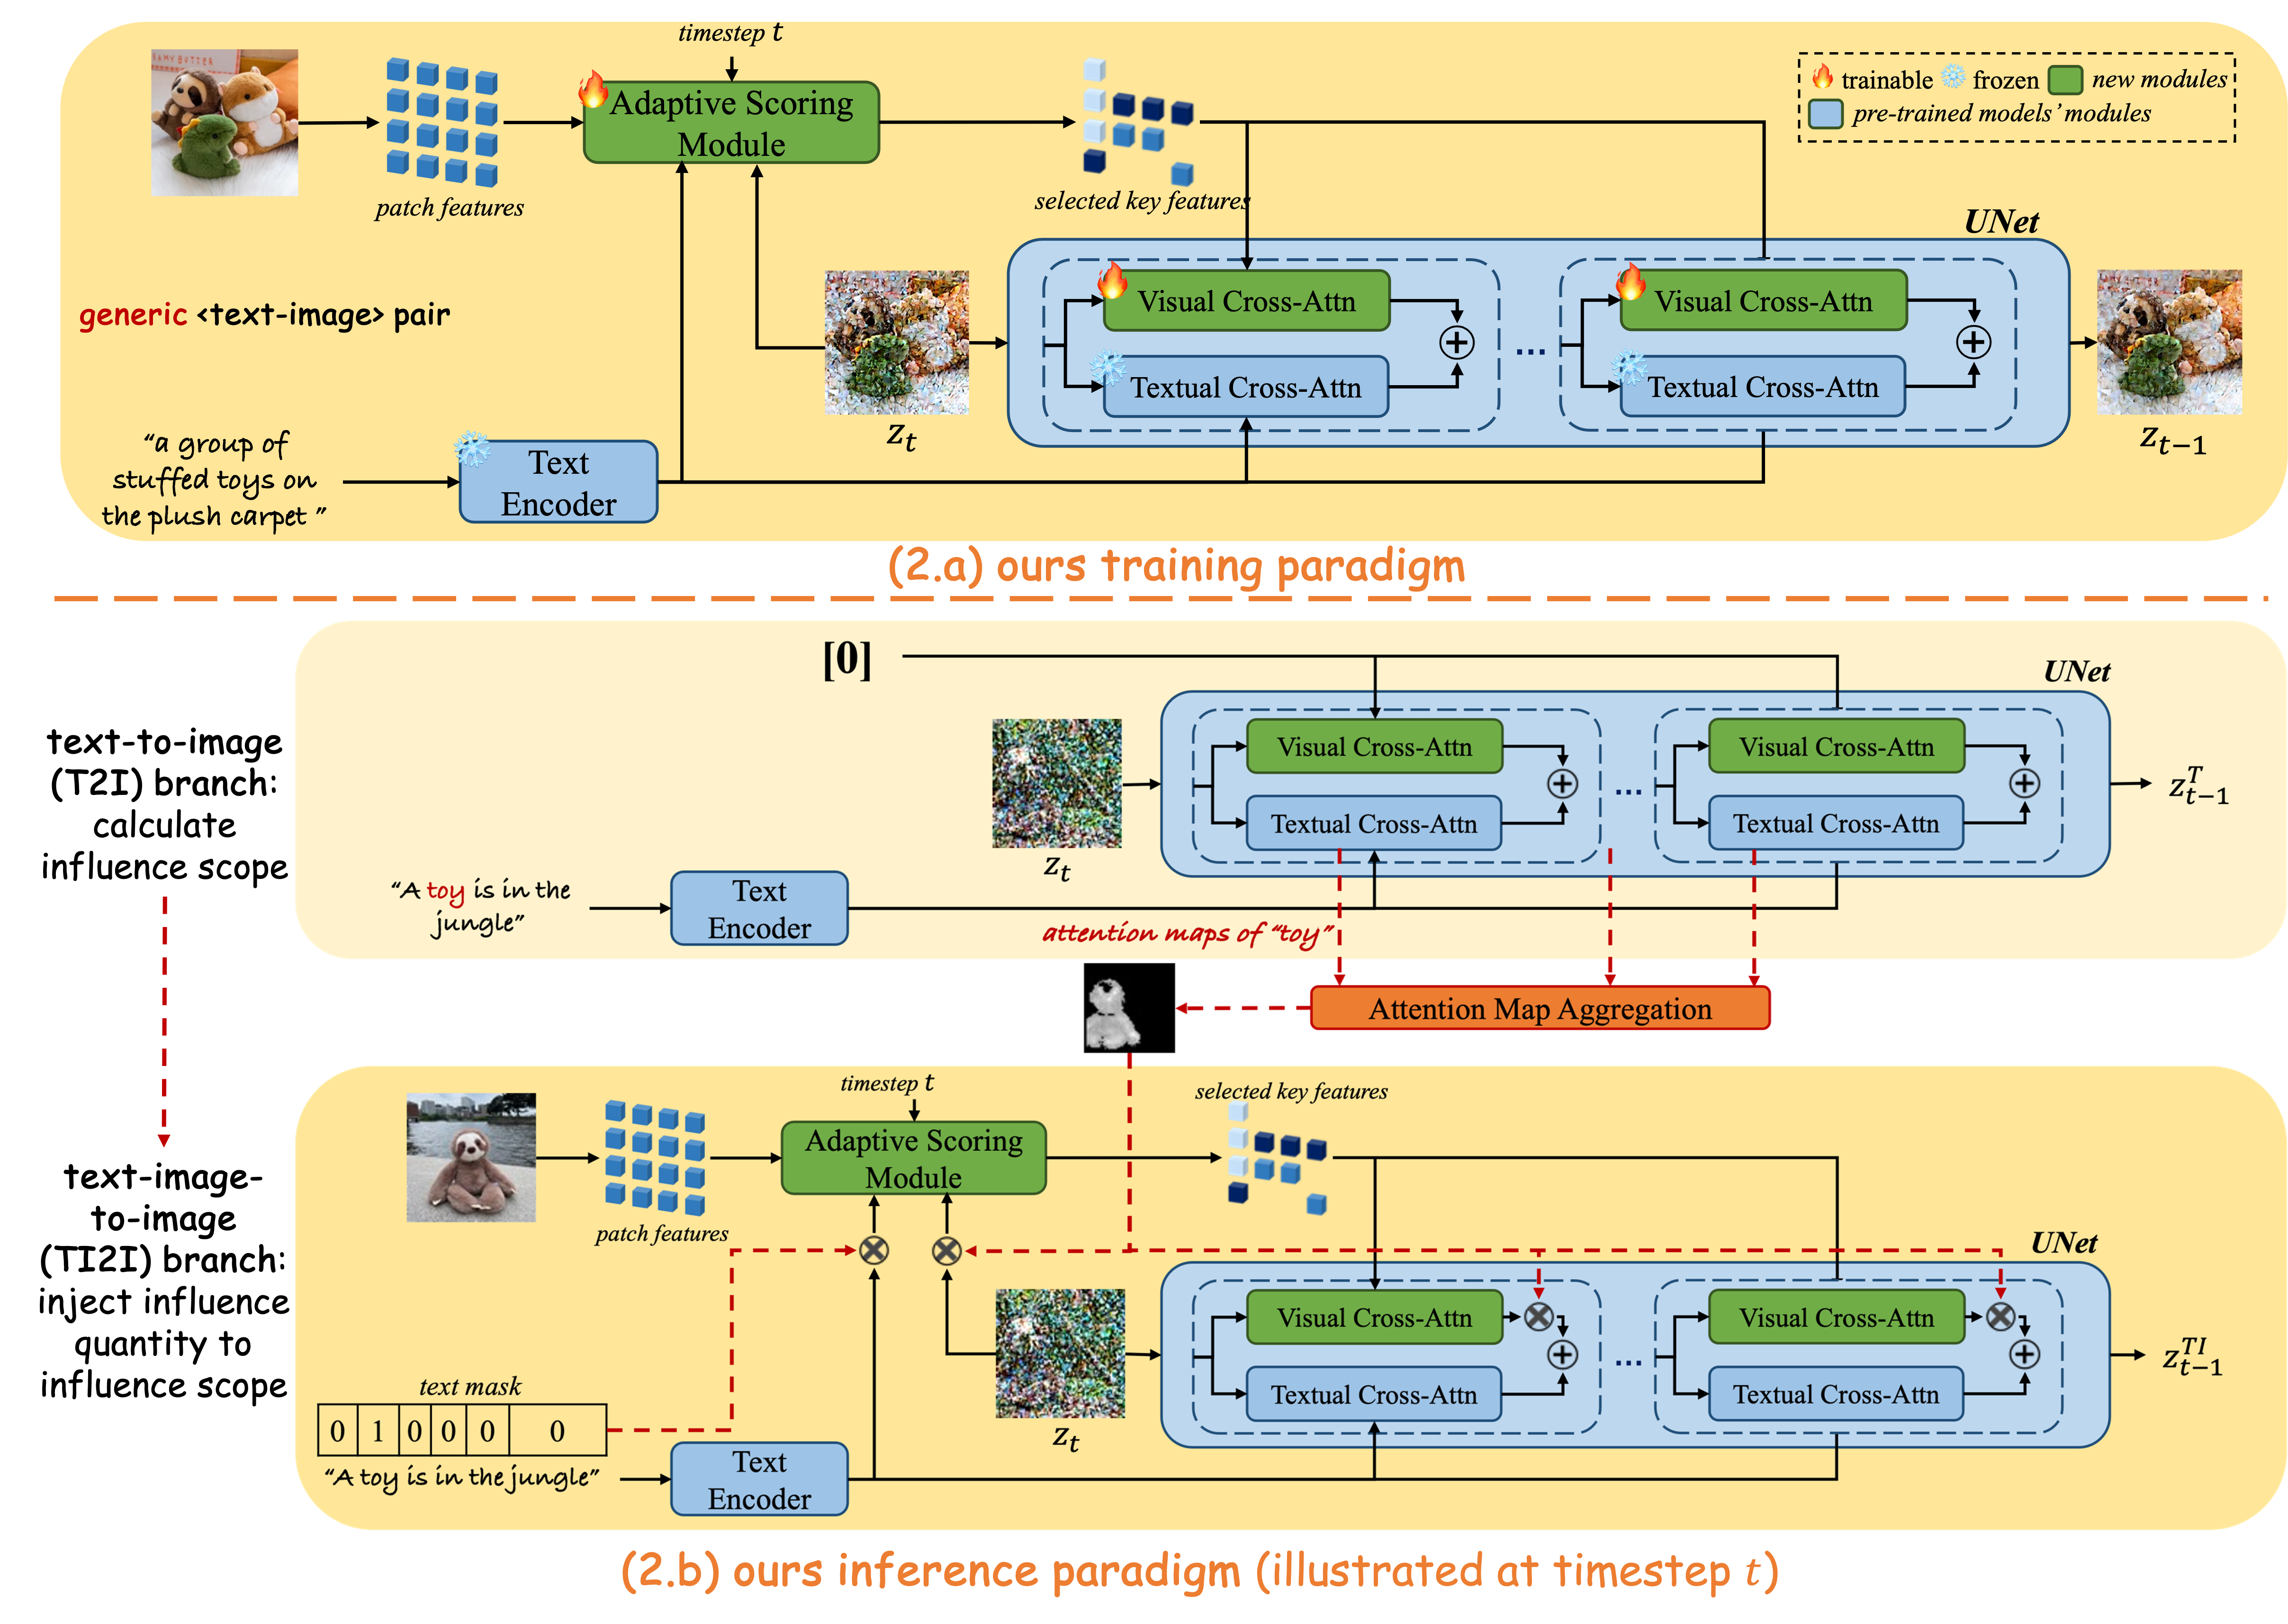 timestep t
Adaptive Scoring
Module
patch features
selected key features
trainable frozen new modules
pre-trained models' modules
UNet
generic <text-image> pair
Visual Cross-Attn
Visual Cross-Attn
...
Textual Cross-Attn
Textual Cross-Attn
z_t
z_{t-1}
"a group of
stuffed toys on
the plush carpet "
Text
Encoder
(2.a) ours training paradigm
[0]
UNet
text-to-image
(T2I) branch:
calculate
influence scope
Visual Cross-Attn
Visual Cross-Attn
...
Textual Cross-Attn
Textual Cross-Attn
z_t
z_{t-1}^T
"A toy is in the
jungle"
Text
Encoder
attention maps of "toy"
Attention Map Aggregation
timestep t
selected key features
Adaptive Scoring
Module
patch features
text-image-
to-image
(TI2I) branch:
inject influence
quantity to
influence scope
UNet
Visual Cross-Attn
Visual Cross-Attn
...
Textual Cross-Attn
Textual Cross-Attn
z_t
z_{t-1}^{TI}
text mask
0 1 0 0 0 0
"A toy is in the jungle"
Text
Encoder
(2.b) ours inference paradigm (illustrated at timestep t)